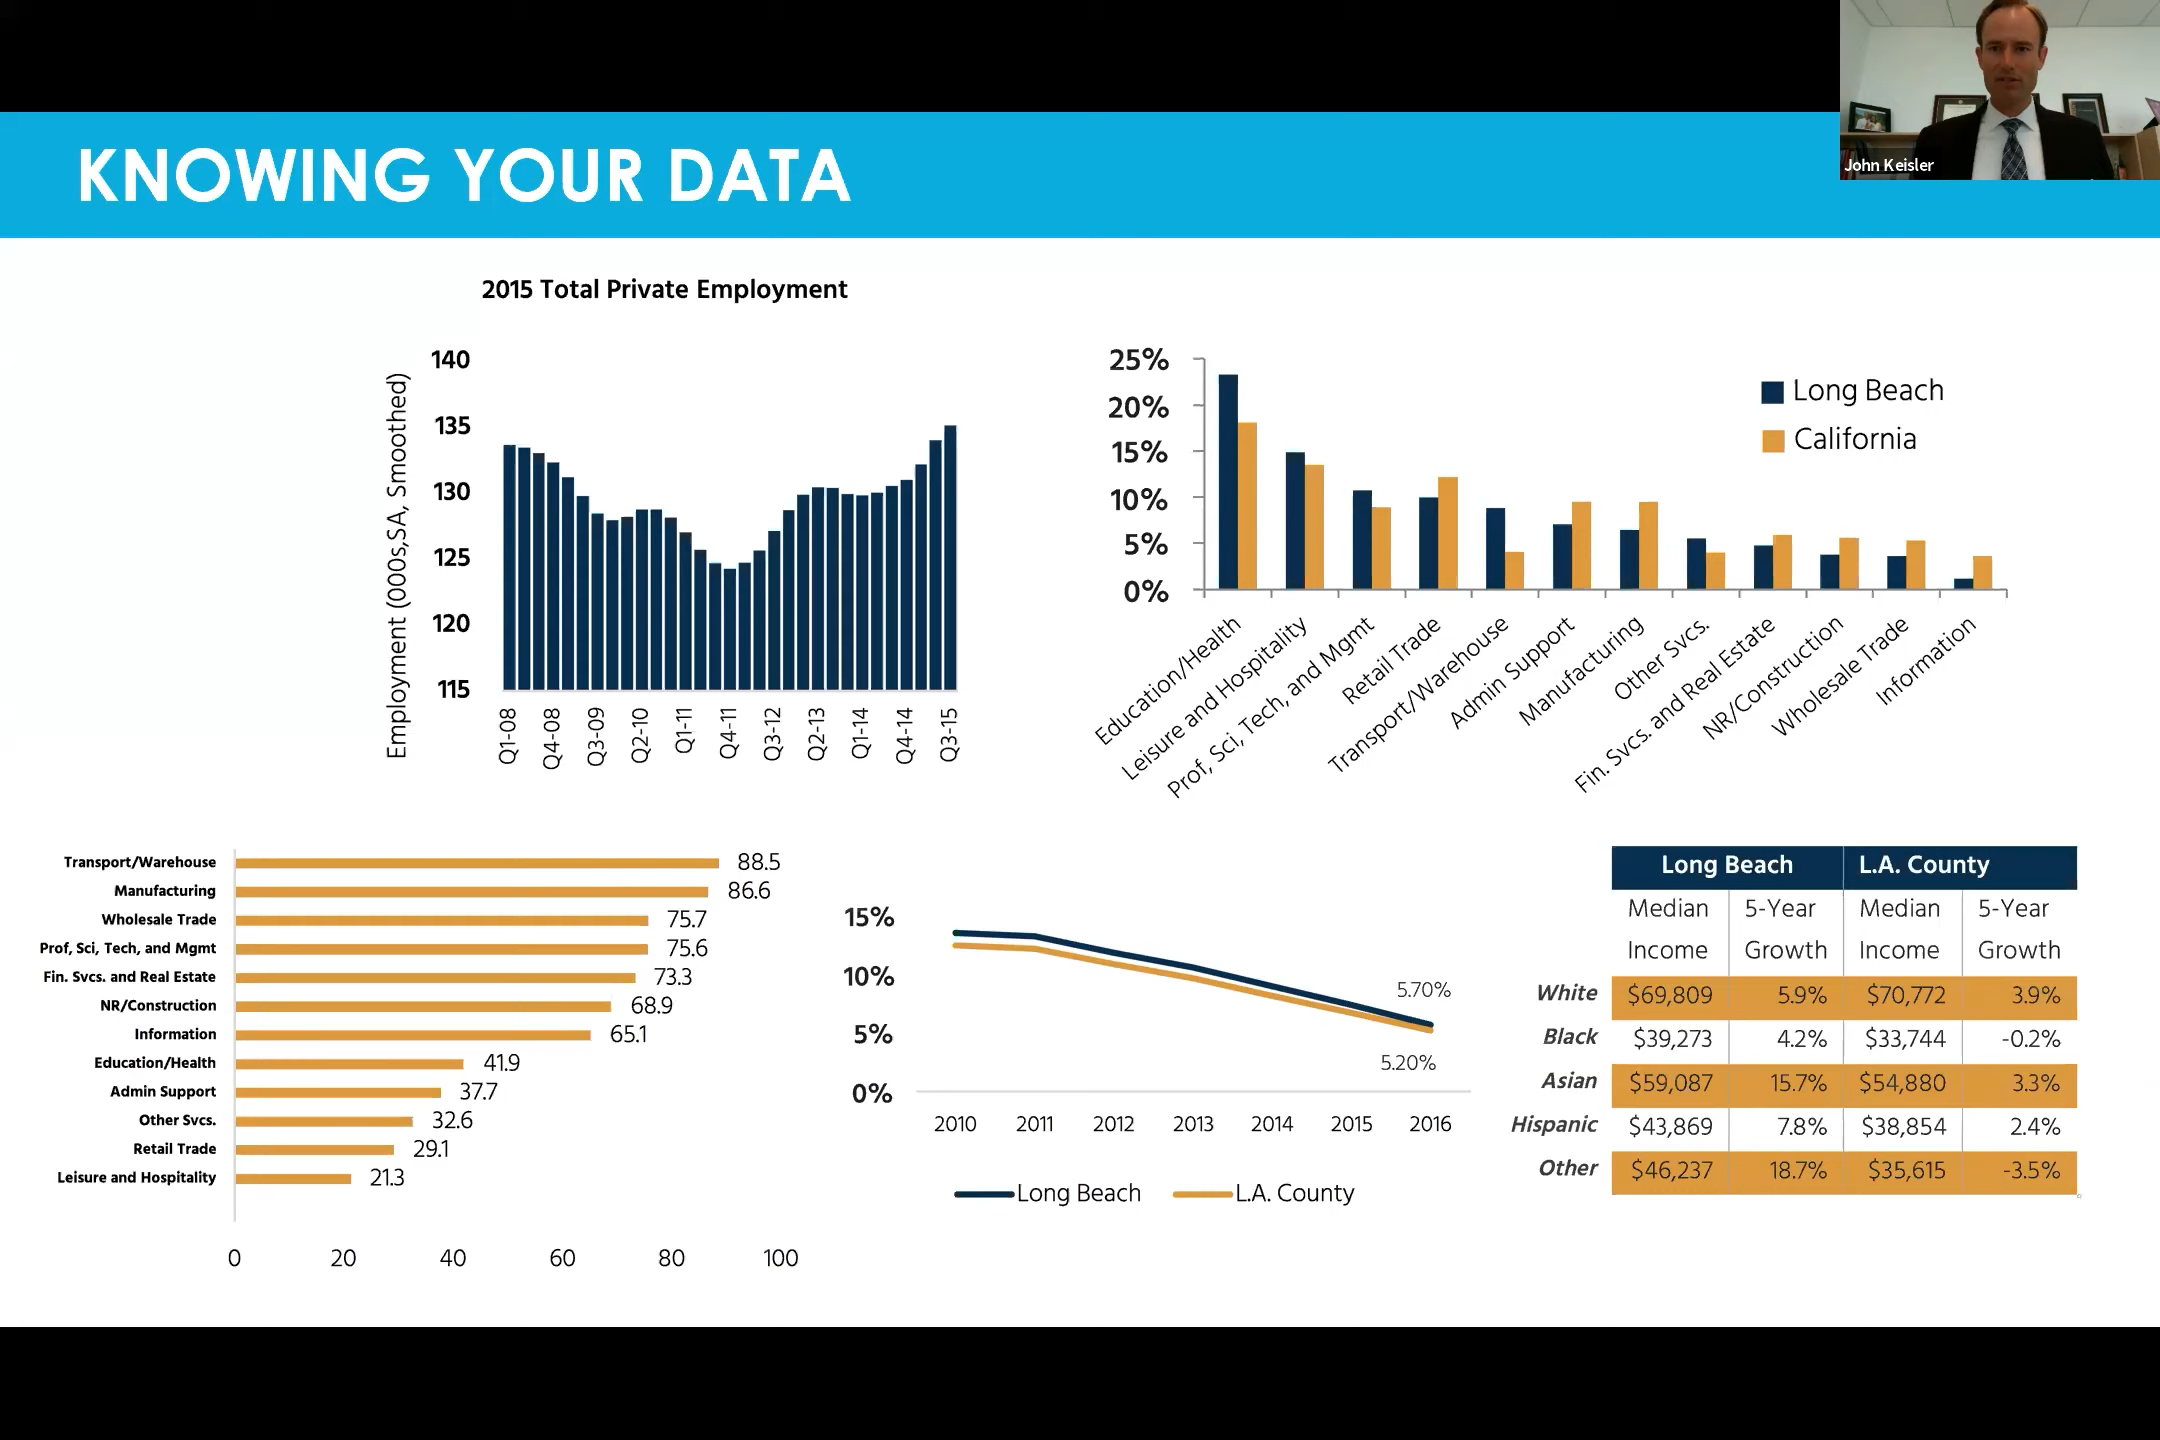 John Keisler
KNOWING YOUR DATA
2015 Total Private Employment
Employment (000s,SA, Smoothed)
140
135
130
125
120
115
Q1-08
Q4-08
Q3-09
Q2-10
Q1-11
Q4-11
Q3-12
Q2-13
Q1-14
Q4-14
Q3-15
25%
20%
15%
10%
5%
0%
Long Beach
California
Education/Health
Leisure and Hospitality
Prof, Sci, Tech, and Mgmt
Retail Trade
Transport/Warehouse
Admin Support
Manufacturing
Other Svcs.
Fin. Svcs. and Real Estate
NR/Construction
Wholesale Trade
Information
Transport/Warehouse 88.5
Manufacturing 86.6
Wholesale Trade 75.7
Prof, Sci, Tech, and Mgmt 75.6
Fin. Svcs. and Real Estate 73.3
NR/Construction 68.9
Information 65.1
Education/Health 41.9
Admin Support 37.7
Other Svcs. 32.6
Retail Trade 29.1
Leisure and Hospitality 21.3
0 20 40 60 80 100
15%
10%
5%
0%
5.70%
5.20%
2010 2011 2012 2013 2014 2015 2016
Long Beach L.A. County
Long Beach L.A. County
Median 5-Year Median 5-Year
Income Growth Income Growth
White $69,809 5.9% $70,772 3.9%
Black $39,273 4.2% $33,744 -0.2%
Asian $59,087 15.7% $54,880 3.3%
Hispanic $43,869 7.8% $38,854 2.4%
Other $46,237 18.7% $35,615 -3.5%